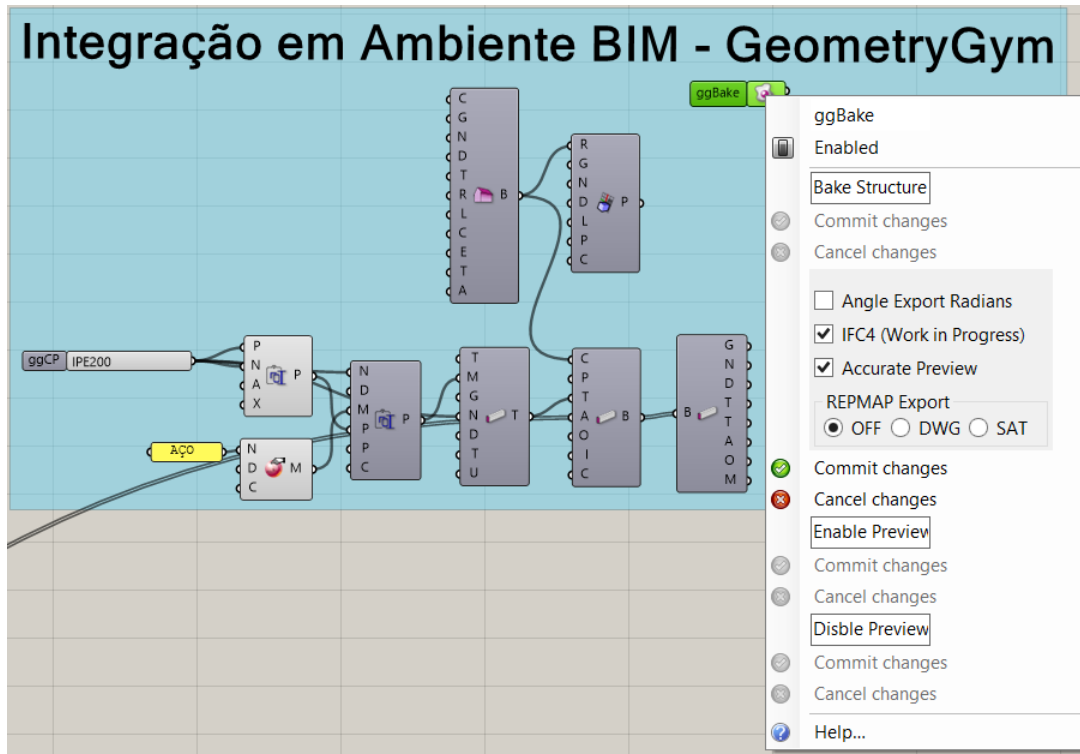 Integração em Ambiente BIM - GeometryGym
ggBake
C
G
N
D
T
R
L
C
E
T
A
B
R
G
N
D
L
P
C
P
ggCP IPE200
P
N
A
X
P
AÇO
N
D
C
M
N
D
M
P
P
C
P
T
M
G
N
D
T
U
T
C
P
T
A
O
I
C
B
B
G
N
D
T
T
A
O
M
ggBake
Enabled
Bake Structure
Commit changes
Cancel changes
Angle Export Radians
IFC4 (Work in Progress)
Accurate Preview
REPMAP Export
OFF DWG SAT
Commit changes
Cancel changes
Enable Preview
Commit changes
Cancel changes
Disble Preview
Commit changes
Cancel changes
Help...